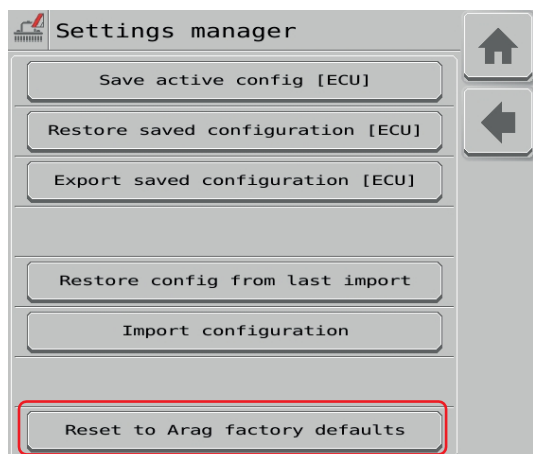 Settings manager
Save active config [ECU]
Restore saved configuration [ECU]
Export saved configuration [ECU]
Restore config from last import
Import configuration
Reset to Arag factory defaults